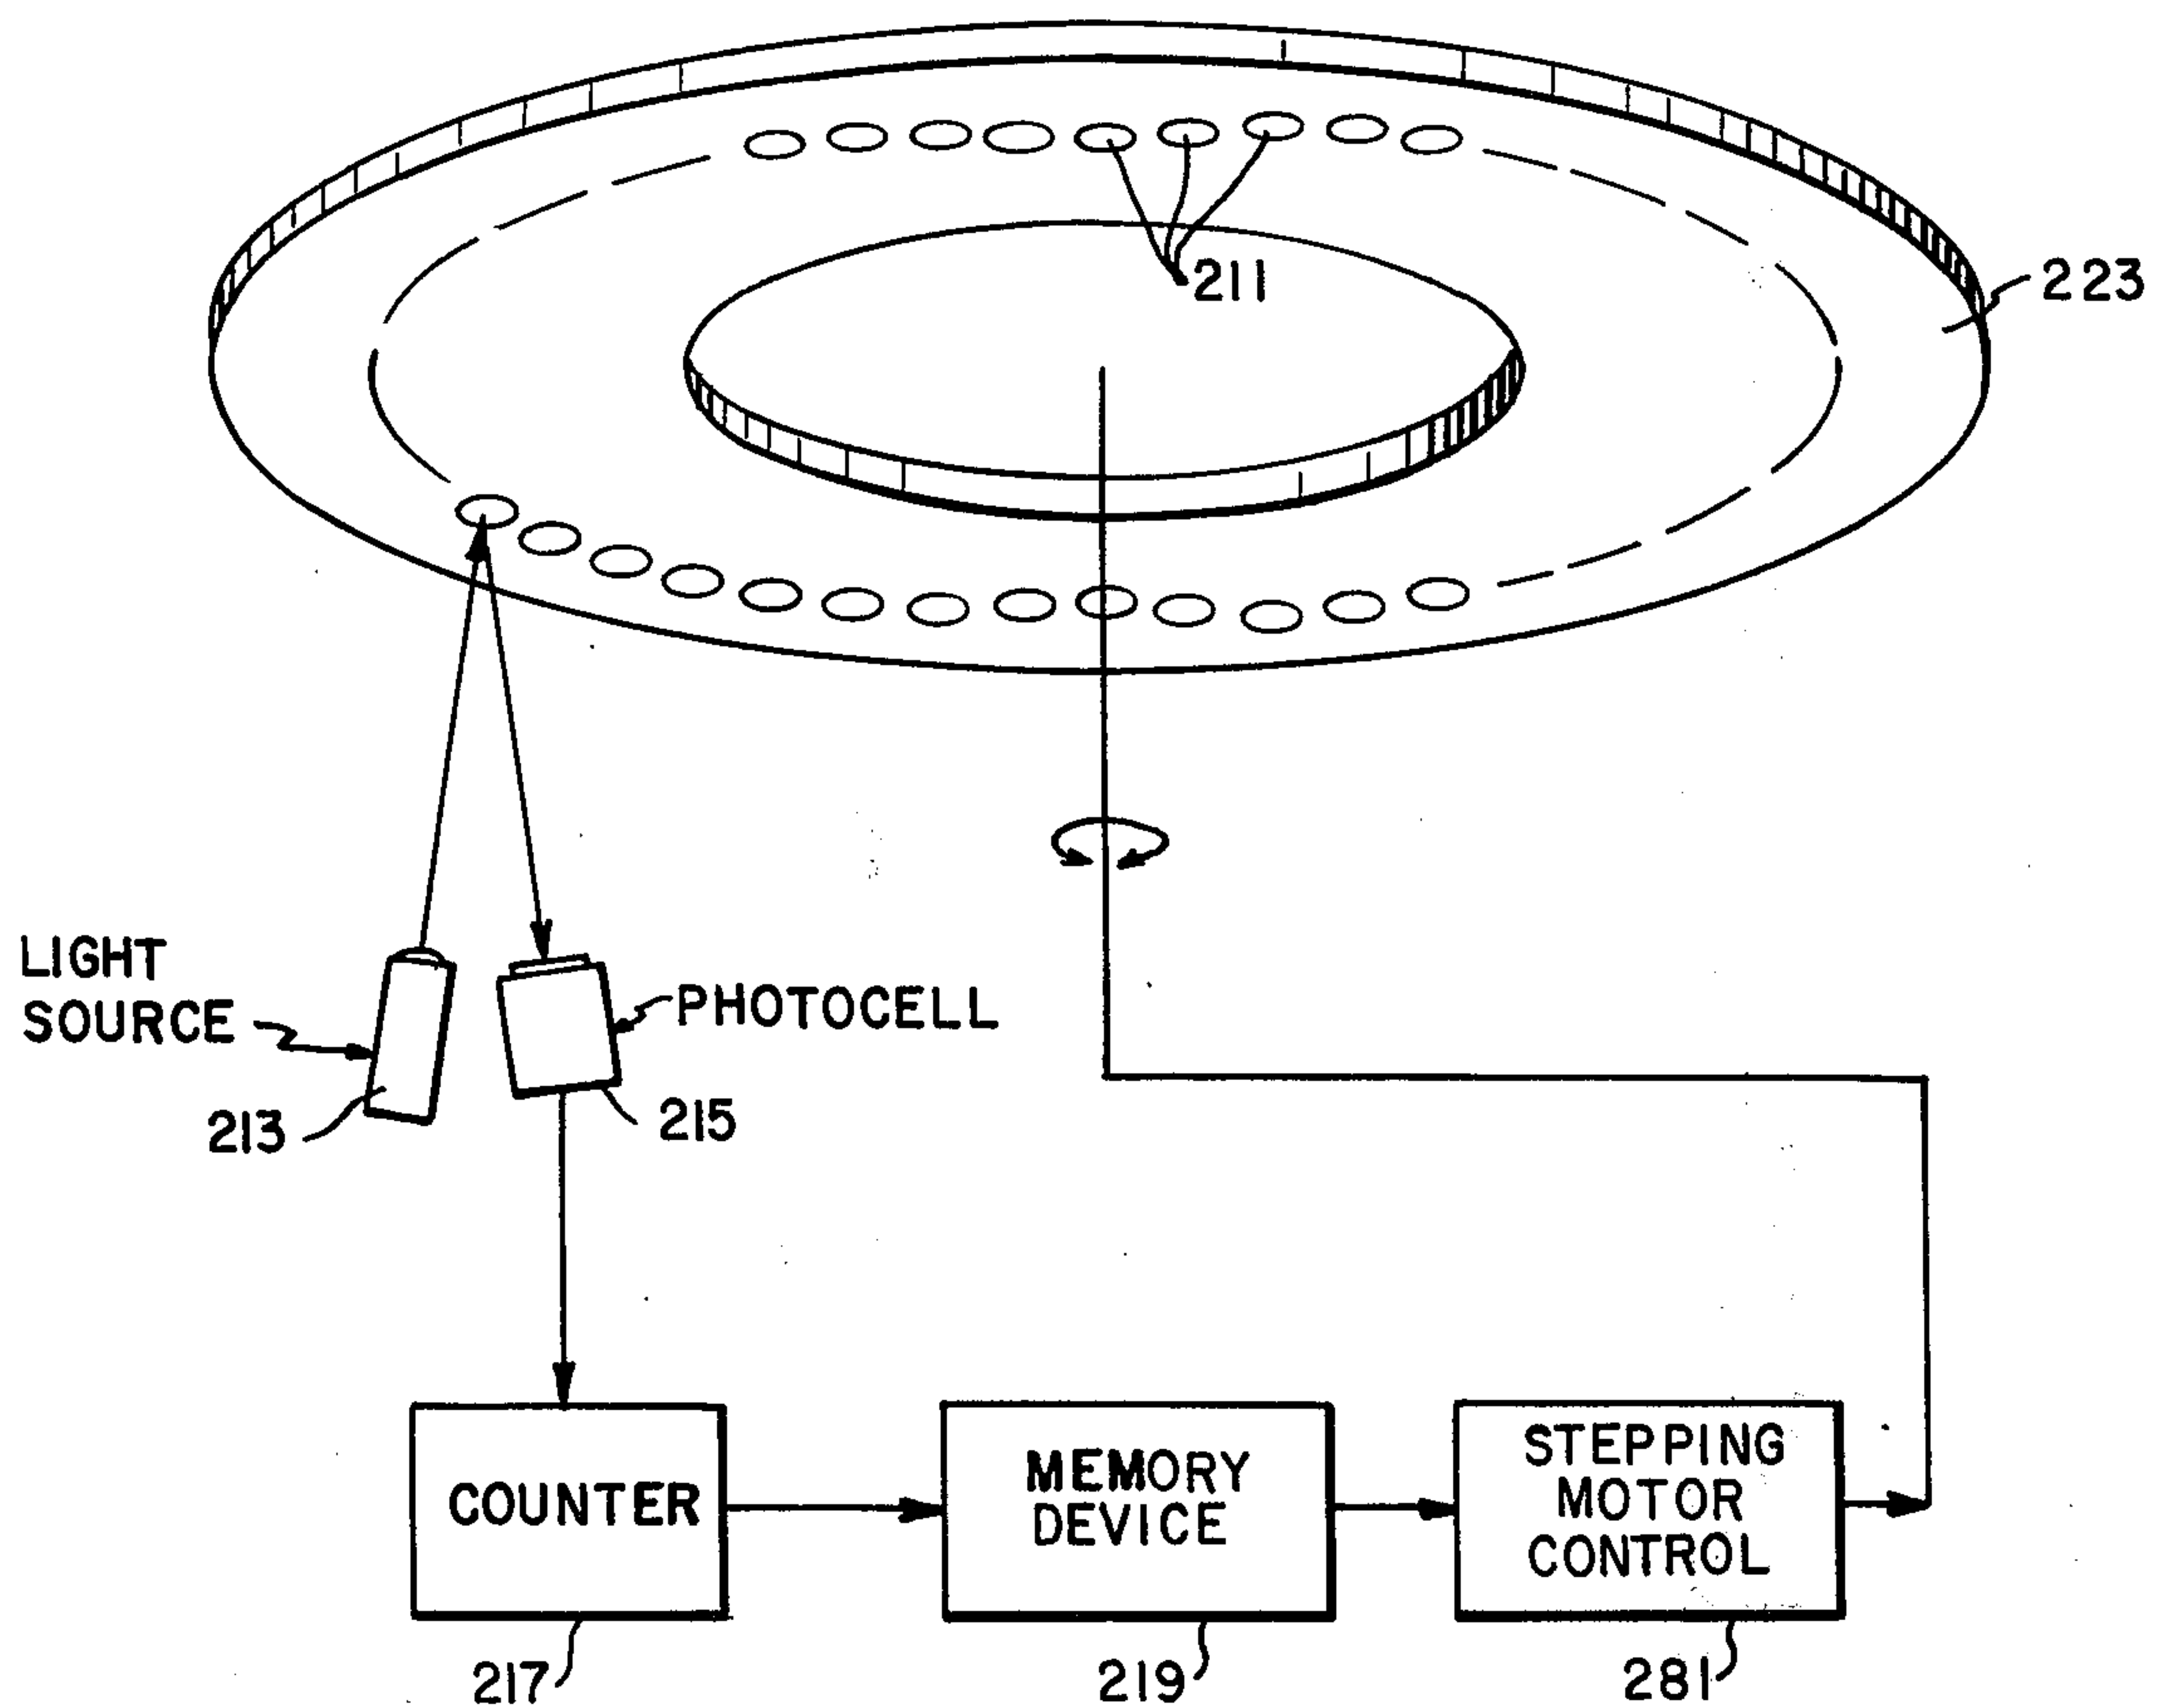 211
223
LIGHT
SOURCE
PHOTOCELL
213
215
COUNTER
MEMORY
DEVICE
STEPPING
MOTOR
CONTROL
217
219
281